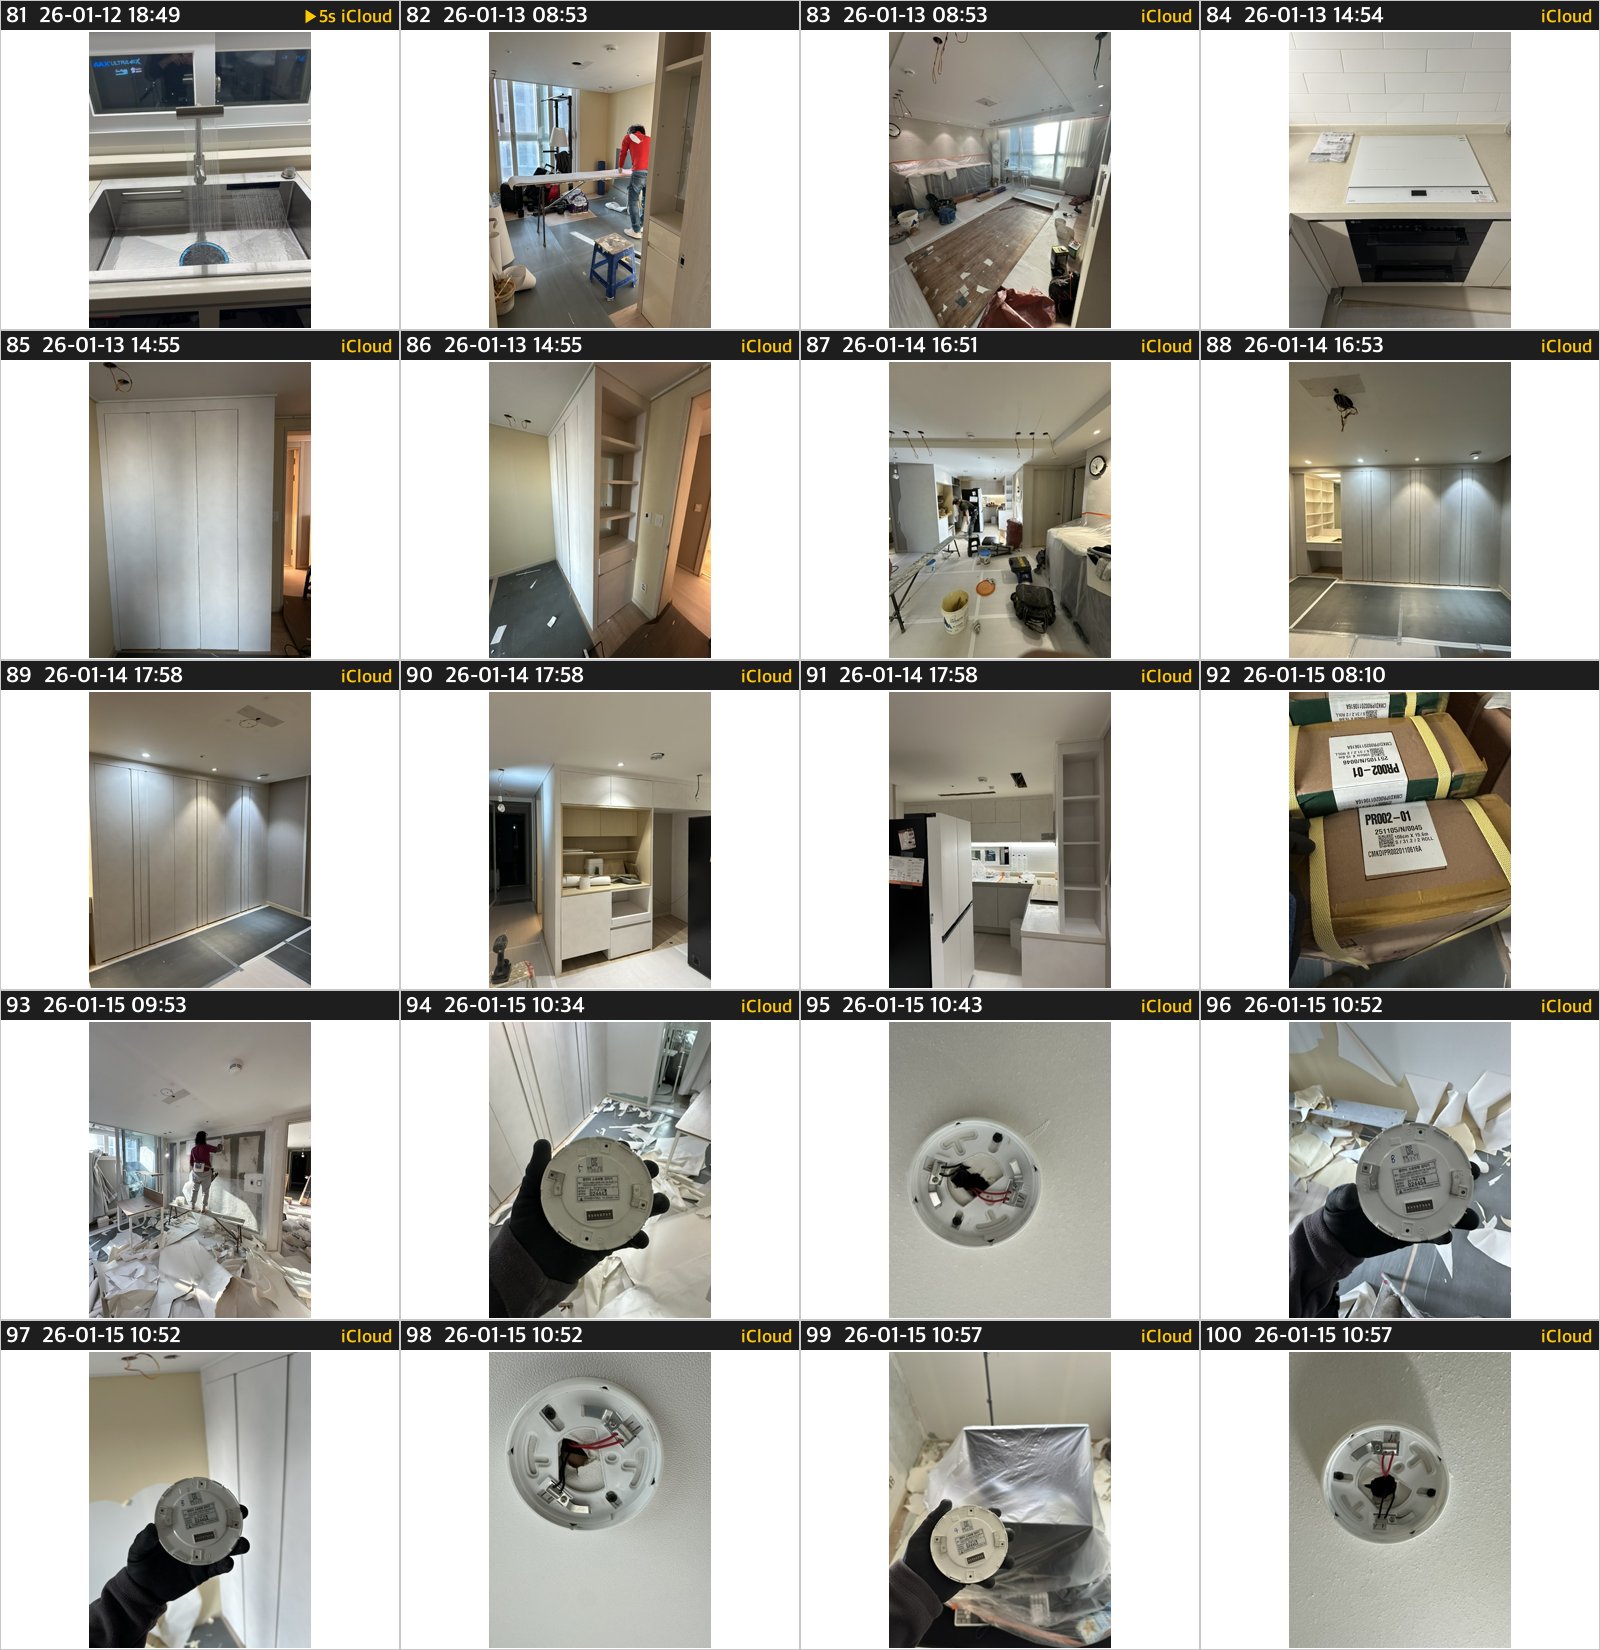 81 26-01-12 18:49 ▶5s iCloud
82 26-01-13 08:53 iCloud
83 26-01-13 08:53 iCloud
84 26-01-13 14:54 iCloud
85 26-01-13 14:55 iCloud
86 26-01-13 14:55 iCloud
87 26-01-14 16:51 iCloud
88 26-01-14 16:53 iCloud
89 26-01-14 17:58 iCloud
90 26-01-14 17:58 iCloud
91 26-01-14 17:58 iCloud
92 26-01-15 08:10
PR002-01
251105/N/0046
PR002-01
251105/N/0045
CMKDIPR0020110616A
93 26-01-15 09:53
94 26-01-15 10:34 iCloud
95 26-01-15 10:43 iCloud
96 26-01-15 10:52 iCloud
97 26-01-15 10:52 iCloud
98 26-01-15 10:52 iCloud
99 26-01-15 10:57 iCloud
100 26-01-15 10:57 iCloud